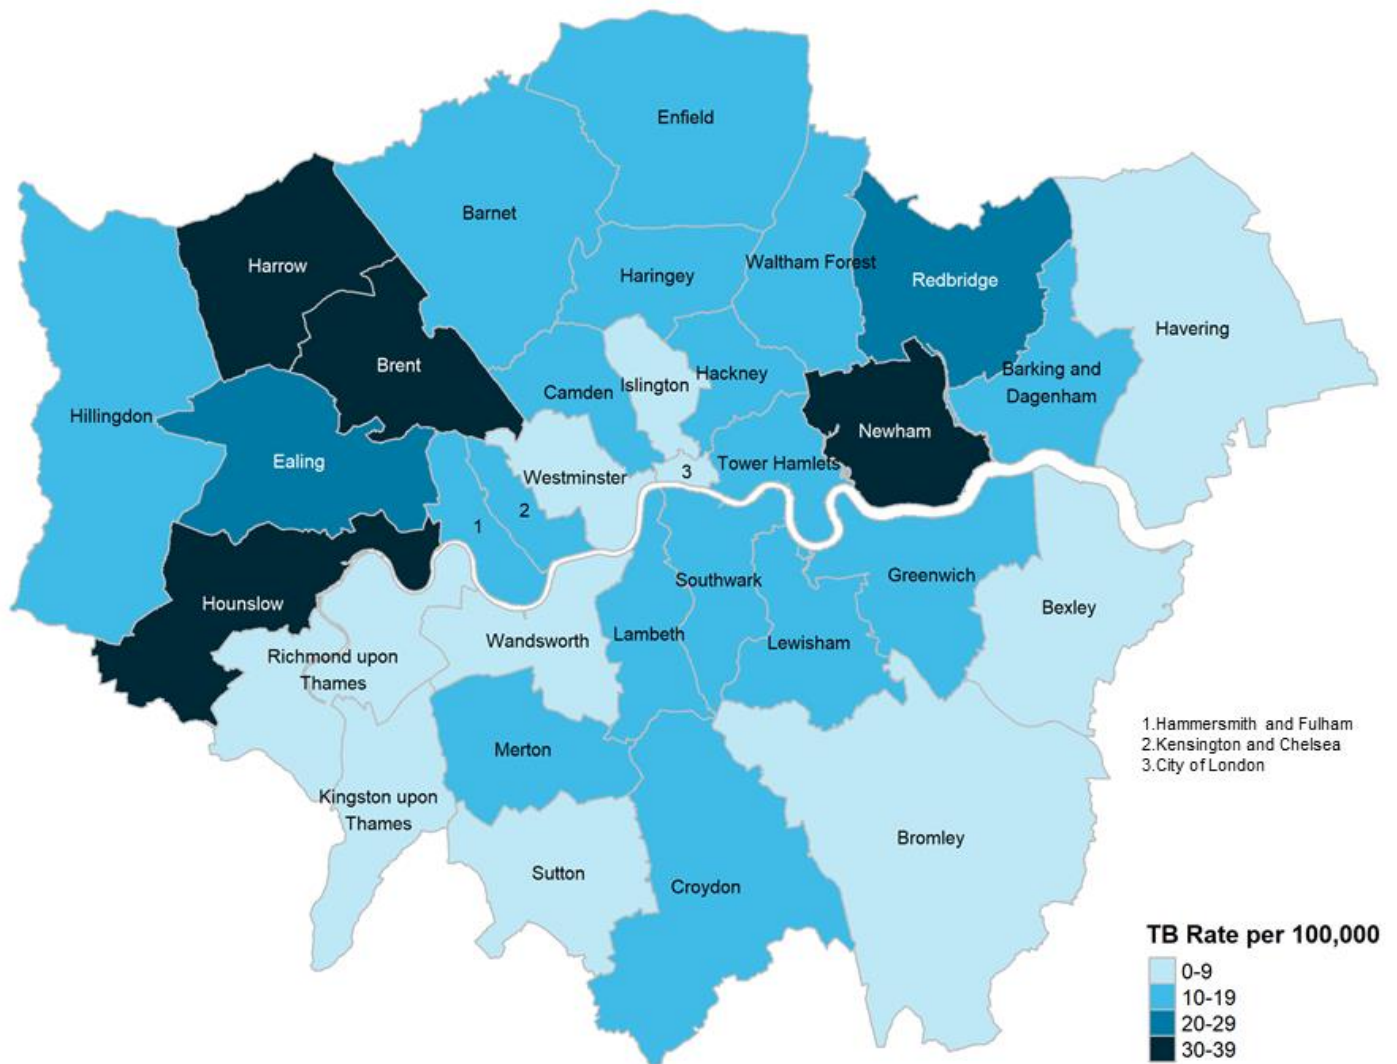 Enfield
Barnet
Harrow
Haringey
Waltham Forest
Redbridge
Havering
Brent
Islington
Hackney
Camden
Barking and
Dagenham
Hillingdon
Newham
Ealing
Westminster
3
Tower Hamlets
2
1
Southwark
Greenwich
Hounslow
Bexley
Wandsworth
Lambeth
Lewisham
Richmond upon
Thames
1.Hammersmith and Fulham
2.Kensington and Chelsea
3.City of London
Merton
Kingston upon
Thames
Bromley
Sutton
Croydon
TB Rate per 100,000
0-9
10-19
20-29
30-39